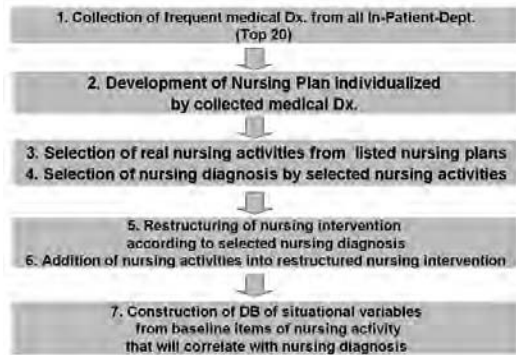 1. Collection of frequent medical Dx. from all In-Patient-Dept.
(Top 20)
2. Development of Nursing Plan individualized
by collected medical Dx.
3. Selection of real nursing activities from listed nursing plans
4. Selection of nursing diagnosis by selected nursing activities
5. Restructuring of nursing intervention
according to selected nursing diagnosis
6. Addition of nursing activities into restructured nursing intervention
7. Construction of DB of situational variables
from baseline items of nursing activity
that will correlate with nursing diagnosis